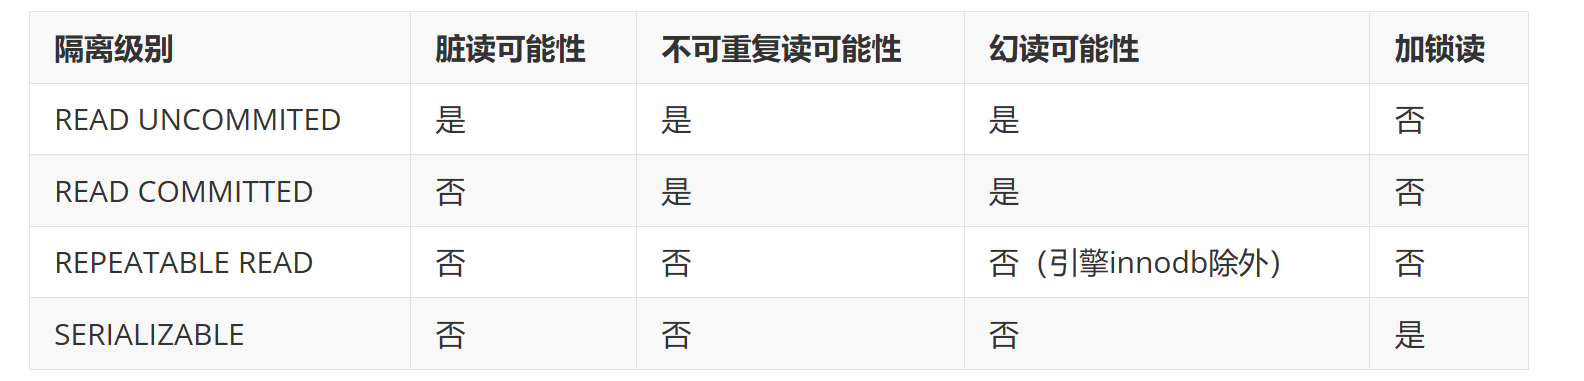 隔离级别 脏读可能性 不可重复读可能性 幻读可能性 加锁读
READ UNCOMMITED 是 是 是 否
READ COMMITTED 否 是 是 否
REPEATABLE READ 否 否 否（引擎innodb除外） 否
SERIALIZABLE 否 否 否 是